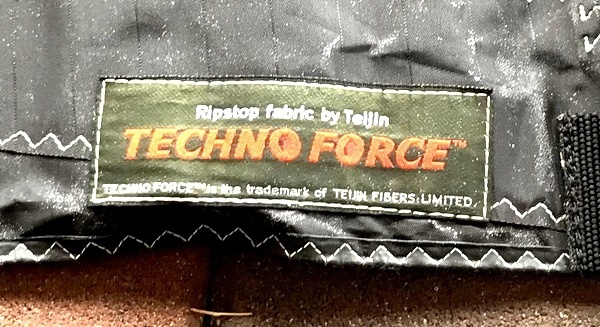 Ripstop fabric by Teijin
TECHNO FORCE™
TECHNO FORCE™ is the trademark of TEIJIN FIBERS LIMITED